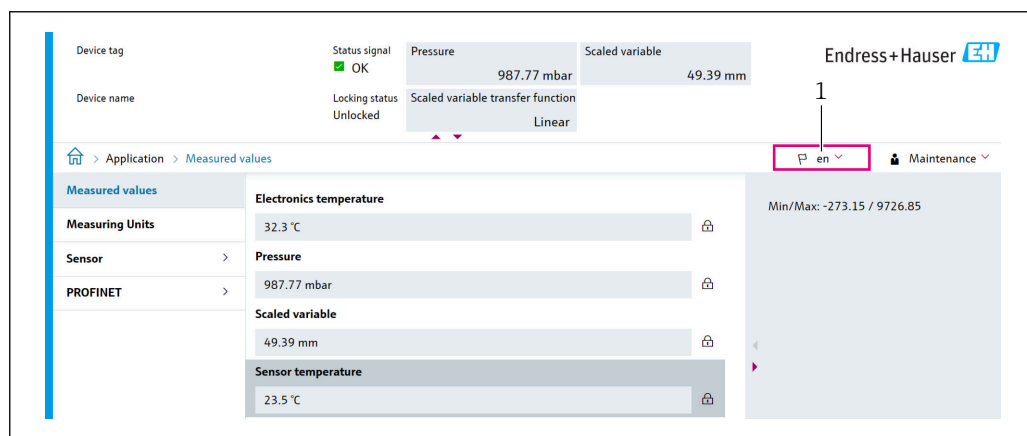 Device tag
Status signal
OK
Pressure
987.77 mbar
Scaled variable
49.39 mm
Endress+Hauser EH
Device name
Locking status
Unlocked
Scaled variable transfer function
Linear
1
> Application > Measured values
en
Maintenance
Measured values
Measuring Units
Sensor >
PROFINET >
Electronics temperature
32.3 °C
Pressure
987.77 mbar
Scaled variable
49.39 mm
Sensor temperature
23.5 °C
Min/Max: -273.15 / 9726.85